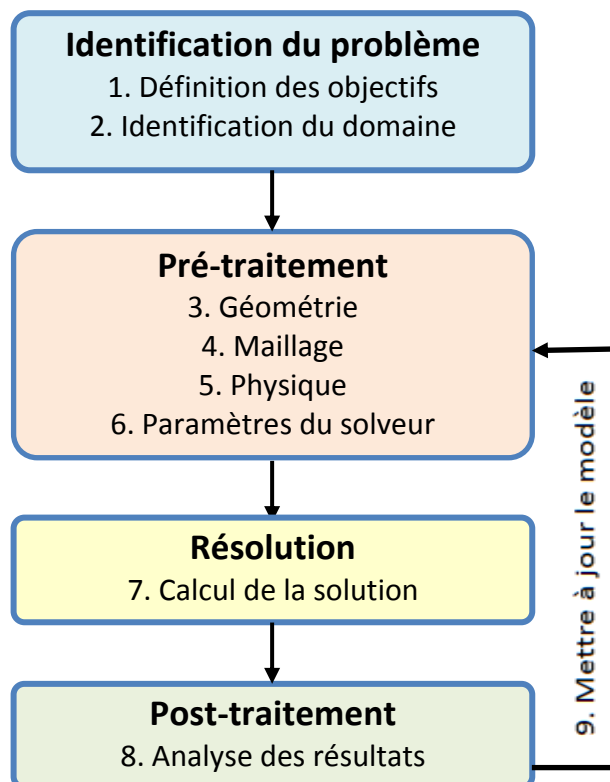 Identification du problème
1. Définition des objectifs
2. Identification du domaine
Pré-traitement
3. Géométrie
4. Maillage
5. Physique
6. Paramètres du solveur
Résolution
7. Calcul de la solution
Post-traitement
8. Analyse des résultats
9. Mettre à jour le modèle